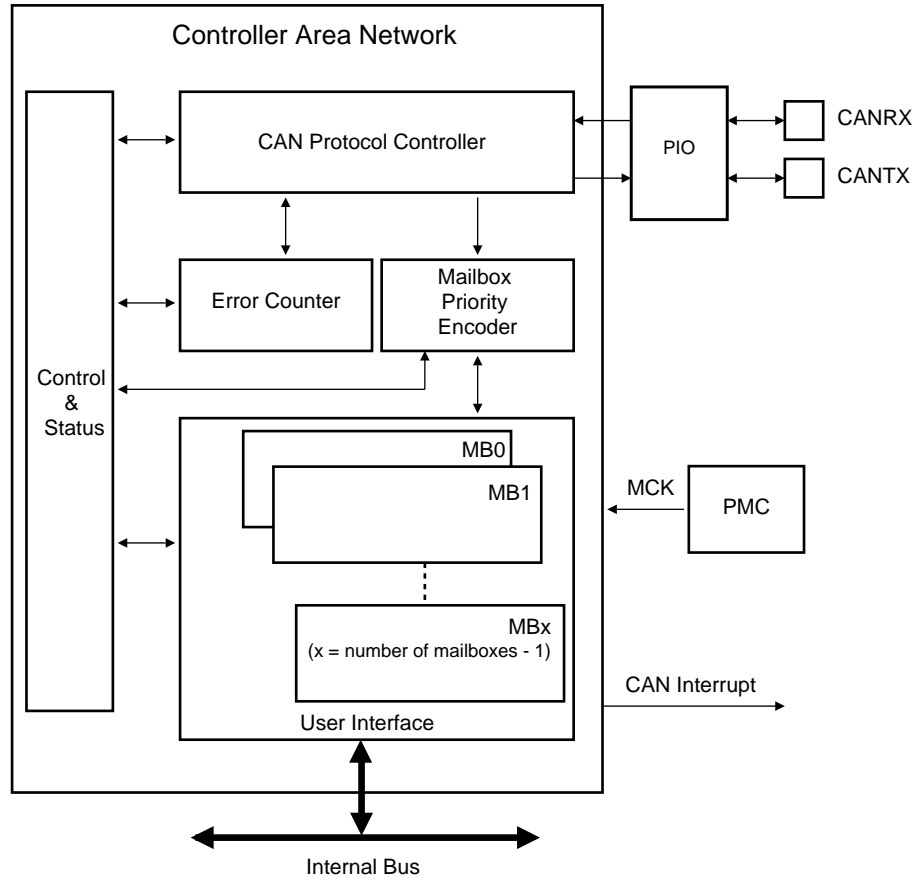 Controller Area Network
CAN Protocol Controller
PIO
CANRX
CANTX
Error Counter
Mailbox
Priority
Encoder
Control
&
Status
MB0
MB1
MCK
PMC
MBx
(x = number of mailboxes - 1)
CAN Interrupt
User Interface
Internal Bus